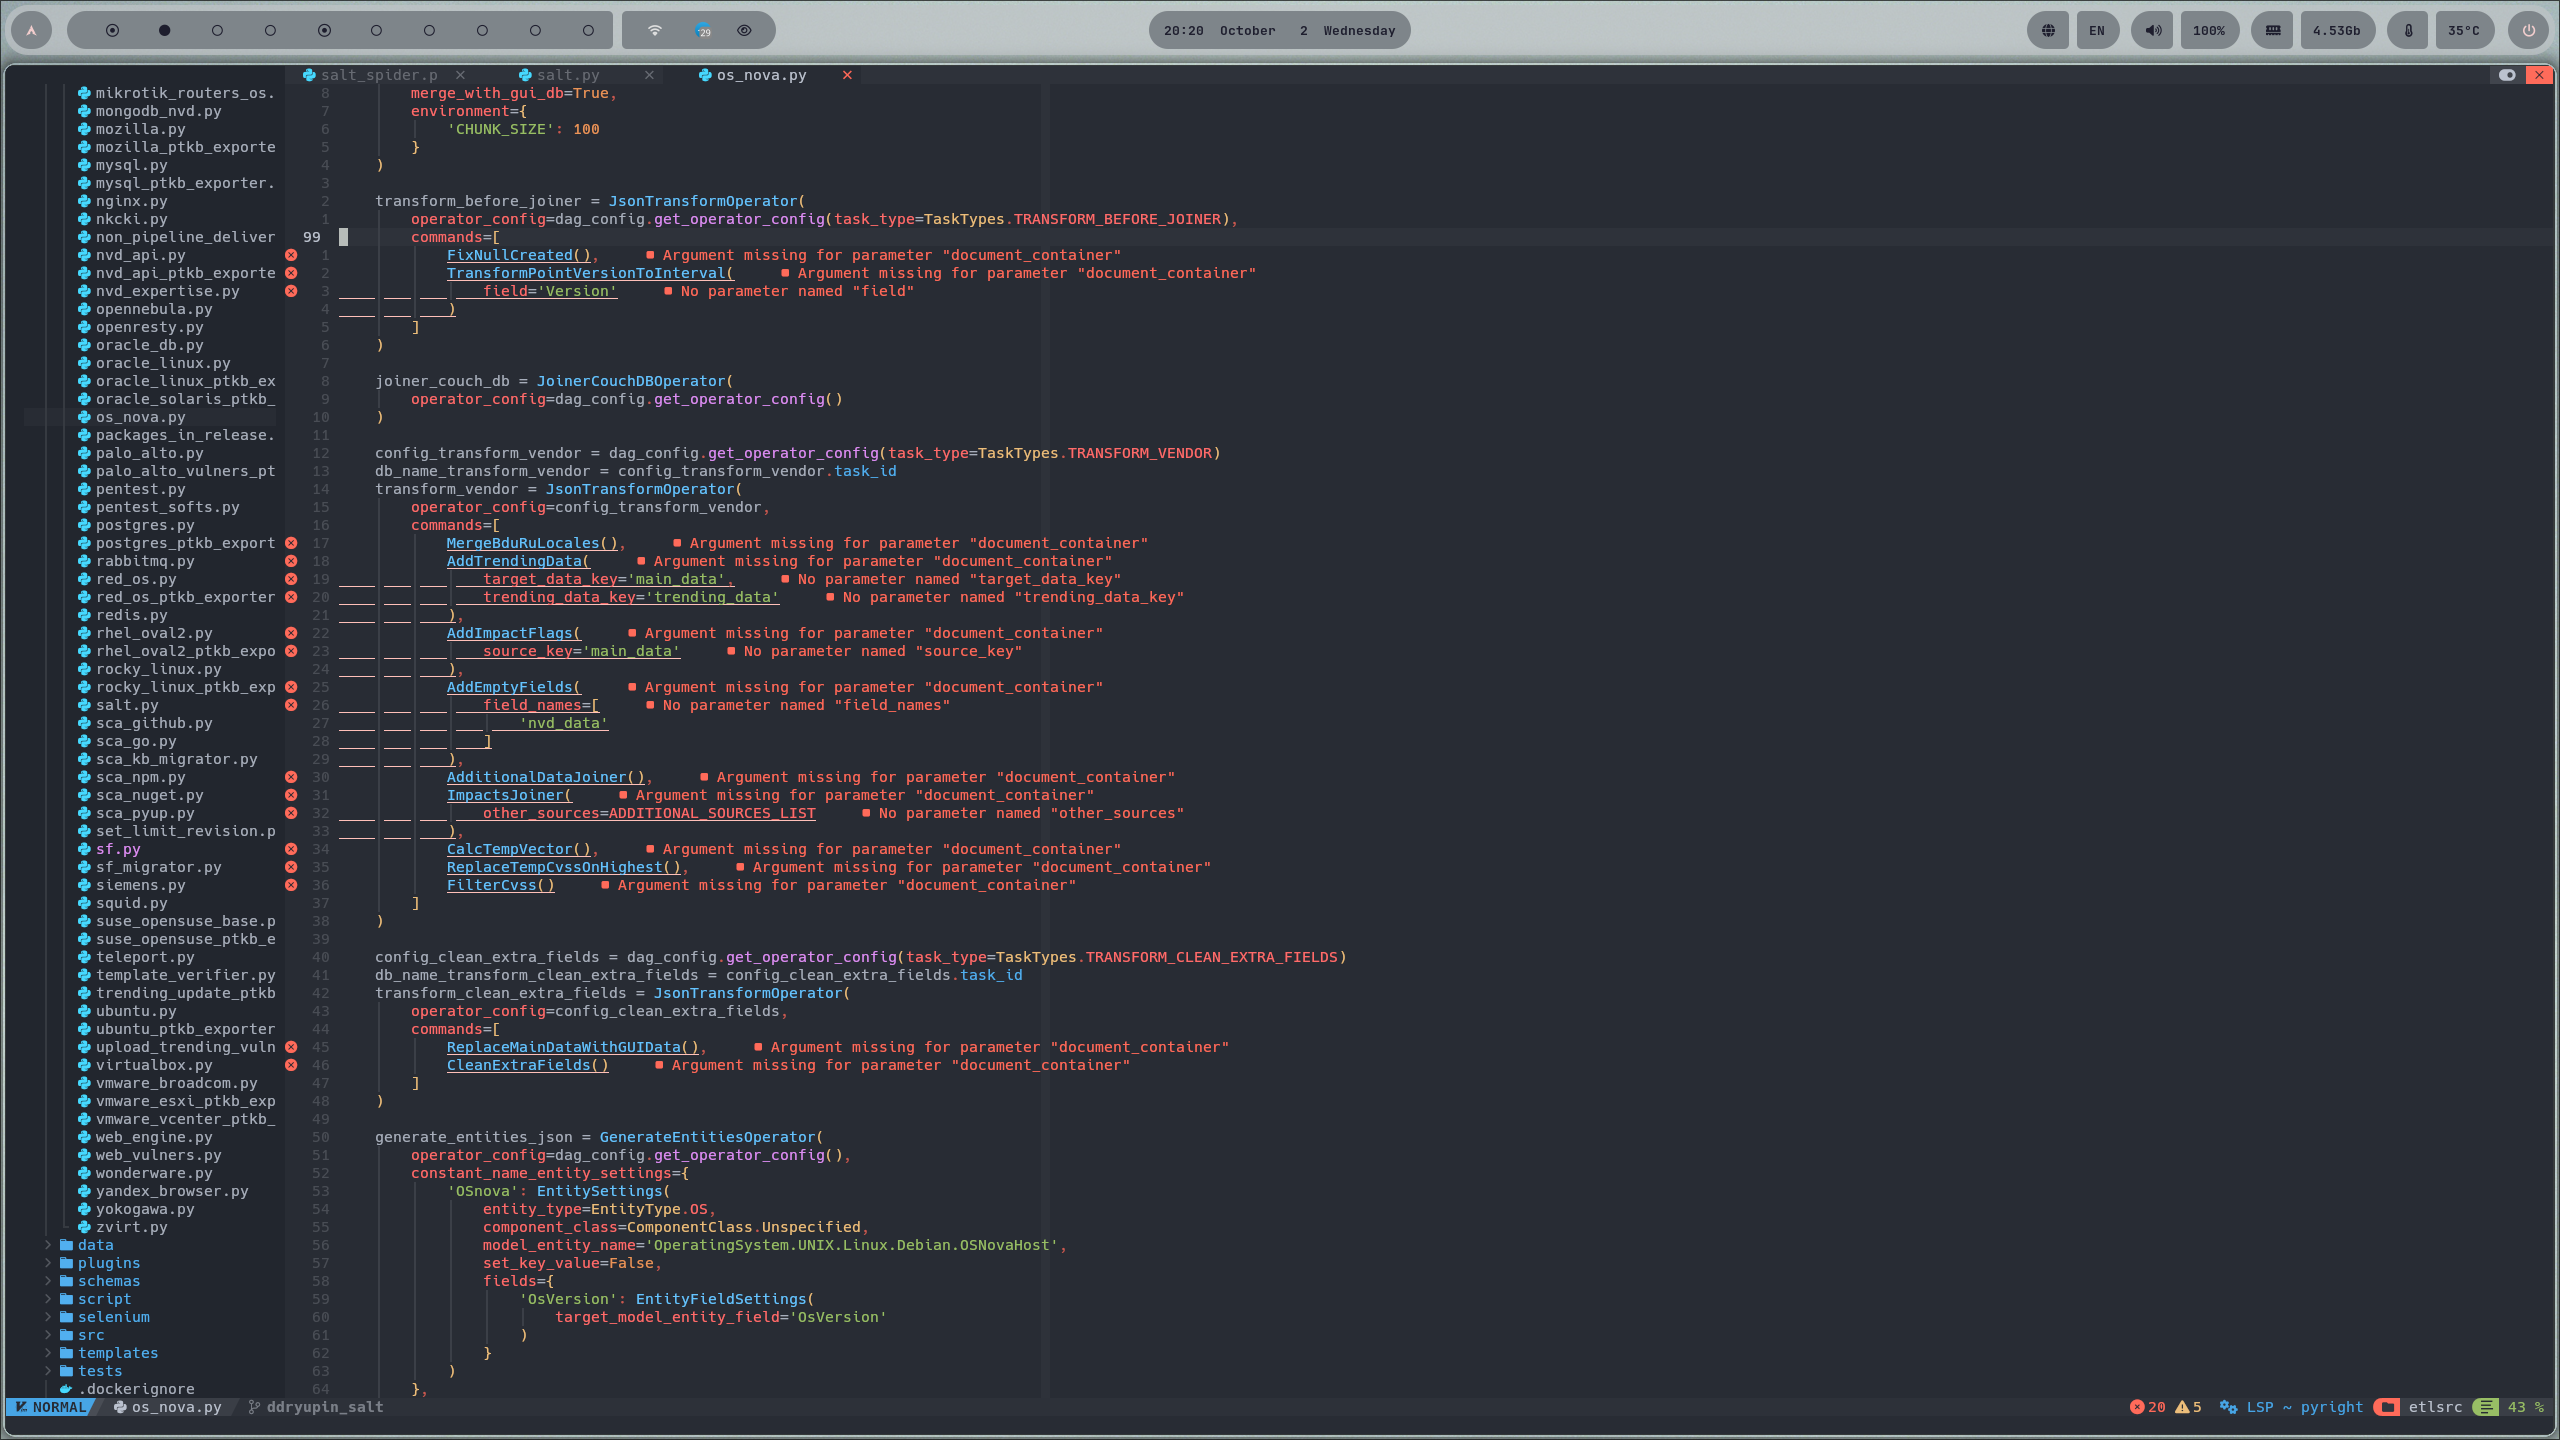 20:20 October 2 Wednesday
29
EN
100%
4.53Gb
35°C
salt_spider.p
salt.py
os_nova.py
mikrotik_routers_os.
mongodb_nvd.py
mozilla.py
mozilla_ptkb_exporte
mysql.py
mysql_ptkb_exporter.
nginx.py
nkcki.py
non_pipeline_deliver
nvd_api.py
nvd_api_ptkb_exporte
nvd_expertise.py
opennebula.py
openresty.py
oracle_db.py
oracle_linux.py
oracle_linux_ptkb_ex
oracle_solaris_ptkb_
os_nova.py
packages_in_release.
palo_alto.py
palo_alto_vulners_pt
pentest.py
pentest_softs.py
postgres.py
postgres_ptkb_export
rabbitmq.py
red_os.py
red_os_ptkb_exporter
redis.py
rhel_oval2.py
rhel_oval2_ptkb_expo
rocky_linux.py
rocky_linux_ptkb_exp
salt.py
sca_github.py
sca_go.py
sca_kb_migrator.py
sca_npm.py
sca_nuget.py
sca_pyup.py
set_limit_revision.p
sf.py
sf_migrator.py
siemens.py
squid.py
suse_opensuse_base.p
suse_opensuse_ptkb_e
teleport.py
template_verifier.py
trending_update_ptkb
ubuntu.py
ubuntu_ptkb_exporter
upload_trending_vuln
virtualbox.py
vmware_broadcom.py
vmware_esxi_ptkb_exp
vmware_vcenter_ptkb_
web_engine.py
web_vulners.py
wonderware.py
yandex_browser.py
yokogawa.py
zvirt.py
data
plugins
schemas
script
selenium
src
templates
tests
.dockerignore
8 merge_with_gui_db=True,
7 environment={
6 'CHUNK_SIZE': 100
5 }
4 )
3
2 transform_before_joiner = JsonTransformOperator(
1 operator_config=dag_config.get_operator_config(task_type=TaskTypes.TRANSFORM_BEFORE_JOINER),
99 commands=[
1 FixNullCreated(), Argument missing for parameter "document_container"
2 TransformPointVersionToInterval( Argument missing for parameter "document_container"
3 field='Version' No parameter named "field"
4 )
5 ]
6 )
7
8 joiner_couch_db = JoinerCouchDBOperator(
9 operator_config=dag_config.get_operator_config()
10 )
11
12 config_transform_vendor = dag_config.get_operator_config(task_type=TaskTypes.TRANSFORM_VENDOR)
13 db_name_transform_vendor = config_transform_vendor.task_id
14 transform_vendor = JsonTransformOperator(
15 operator_config=config_transform_vendor,
16 commands=[
17 MergeBduRuLocales(), Argument missing for parameter "document_container"
18 AddTrendingData( Argument missing for parameter "document_container"
19 target_data_key='main_data', No parameter named "target_data_key"
20 trending_data_key='trending_data' No parameter named "trending_data_key"
21 ),
22 AddImpactFlags( Argument missing for parameter "document_container"
23 source_key='main_data' No parameter named "source_key"
24 ),
25 AddEmptyFields( Argument missing for parameter "document_container"
26 field_names=[ No parameter named "field_names"
27 'nvd_data'
28 ]
29 ),
30 AdditionalDataJoiner(), Argument missing for parameter "document_container"
31 ImpactsJoiner( Argument missing for parameter "document_container"
32 other_sources=ADDITIONAL_SOURCES_LIST No parameter named "other_sources"
33 ),
34 CalcTempVector(), Argument missing for parameter "document_container"
35 ReplaceTempCvssOnHighest(), Argument missing for parameter "document_container"
36 FilterCvss() Argument missing for parameter "document_container"
37 ]
38 )
39
40 config_clean_extra_fields = dag_config.get_operator_config(task_type=TaskTypes.TRANSFORM_CLEAN_EXTRA_FIELDS)
41 db_name_transform_clean_extra_fields = config_clean_extra_fields.task_id
42 transform_clean_extra_fields = JsonTransformOperator(
43 operator_config=config_clean_extra_fields,
44 commands=[
45 ReplaceMainDataWithGUIData(), Argument missing for parameter "document_container"
46 CleanExtraFields() Argument missing for parameter "document_container"
47 ]
48 )
49
50 generate_entities_json = GenerateEntitiesOperator(
51 operator_config=dag_config.get_operator_config(),
52 constant_name_entity_settings={
53 'OSnova': EntitySettings(
54 entity_type=EntityType.OS,
55 component_class=ComponentClass.Unspecified,
56 model_entity_name='OperatingSystem.UNIX.Linux.Debian.OSNovaHost',
57 set_key_value=False,
58 fields={
59 'OsVersion': EntityFieldSettings(
60 target_model_entity_field='OsVersion'
61 )
62 }
63 )
64 },
NORMAL os_nova.py ddryupin_salt 20 5 LSP ~ pyright etlsrc 43 %